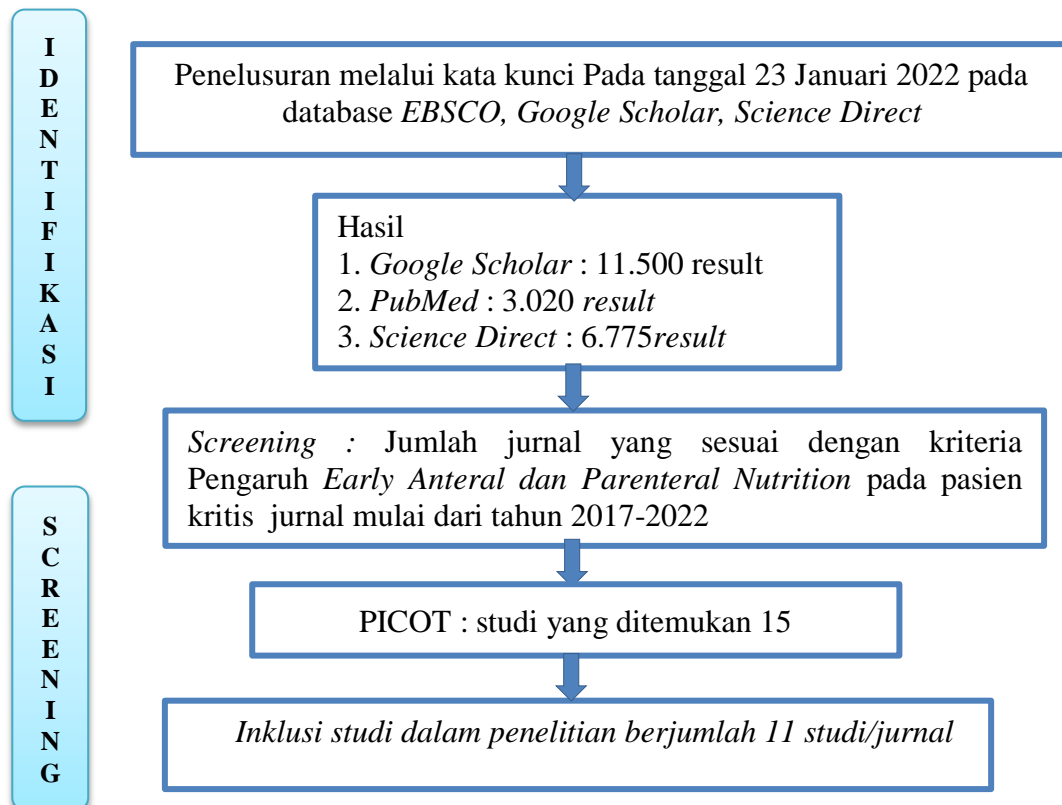 IDENTIFIKASI
Penelusuran melalui kata kunci Pada tanggal 23 Januari 2022 pada
database EBSCO, Google Scholar, Science Direct
Hasil
1. Google Scholar : 11.500 result
2. PubMed : 3.020 result
3. Science Direct : 6.775result
Screening : Jumlah jurnal yang sesuai dengan kriteria
Pengaruh Early Anteral dan Parenteral Nutrition pada pasien
kritis jurnal mulai dari tahun 2017-2022
SCREENING
PICOT : studi yang ditemukan 15
Inklusi studi dalam penelitian berjumlah 11 studi/jurnal